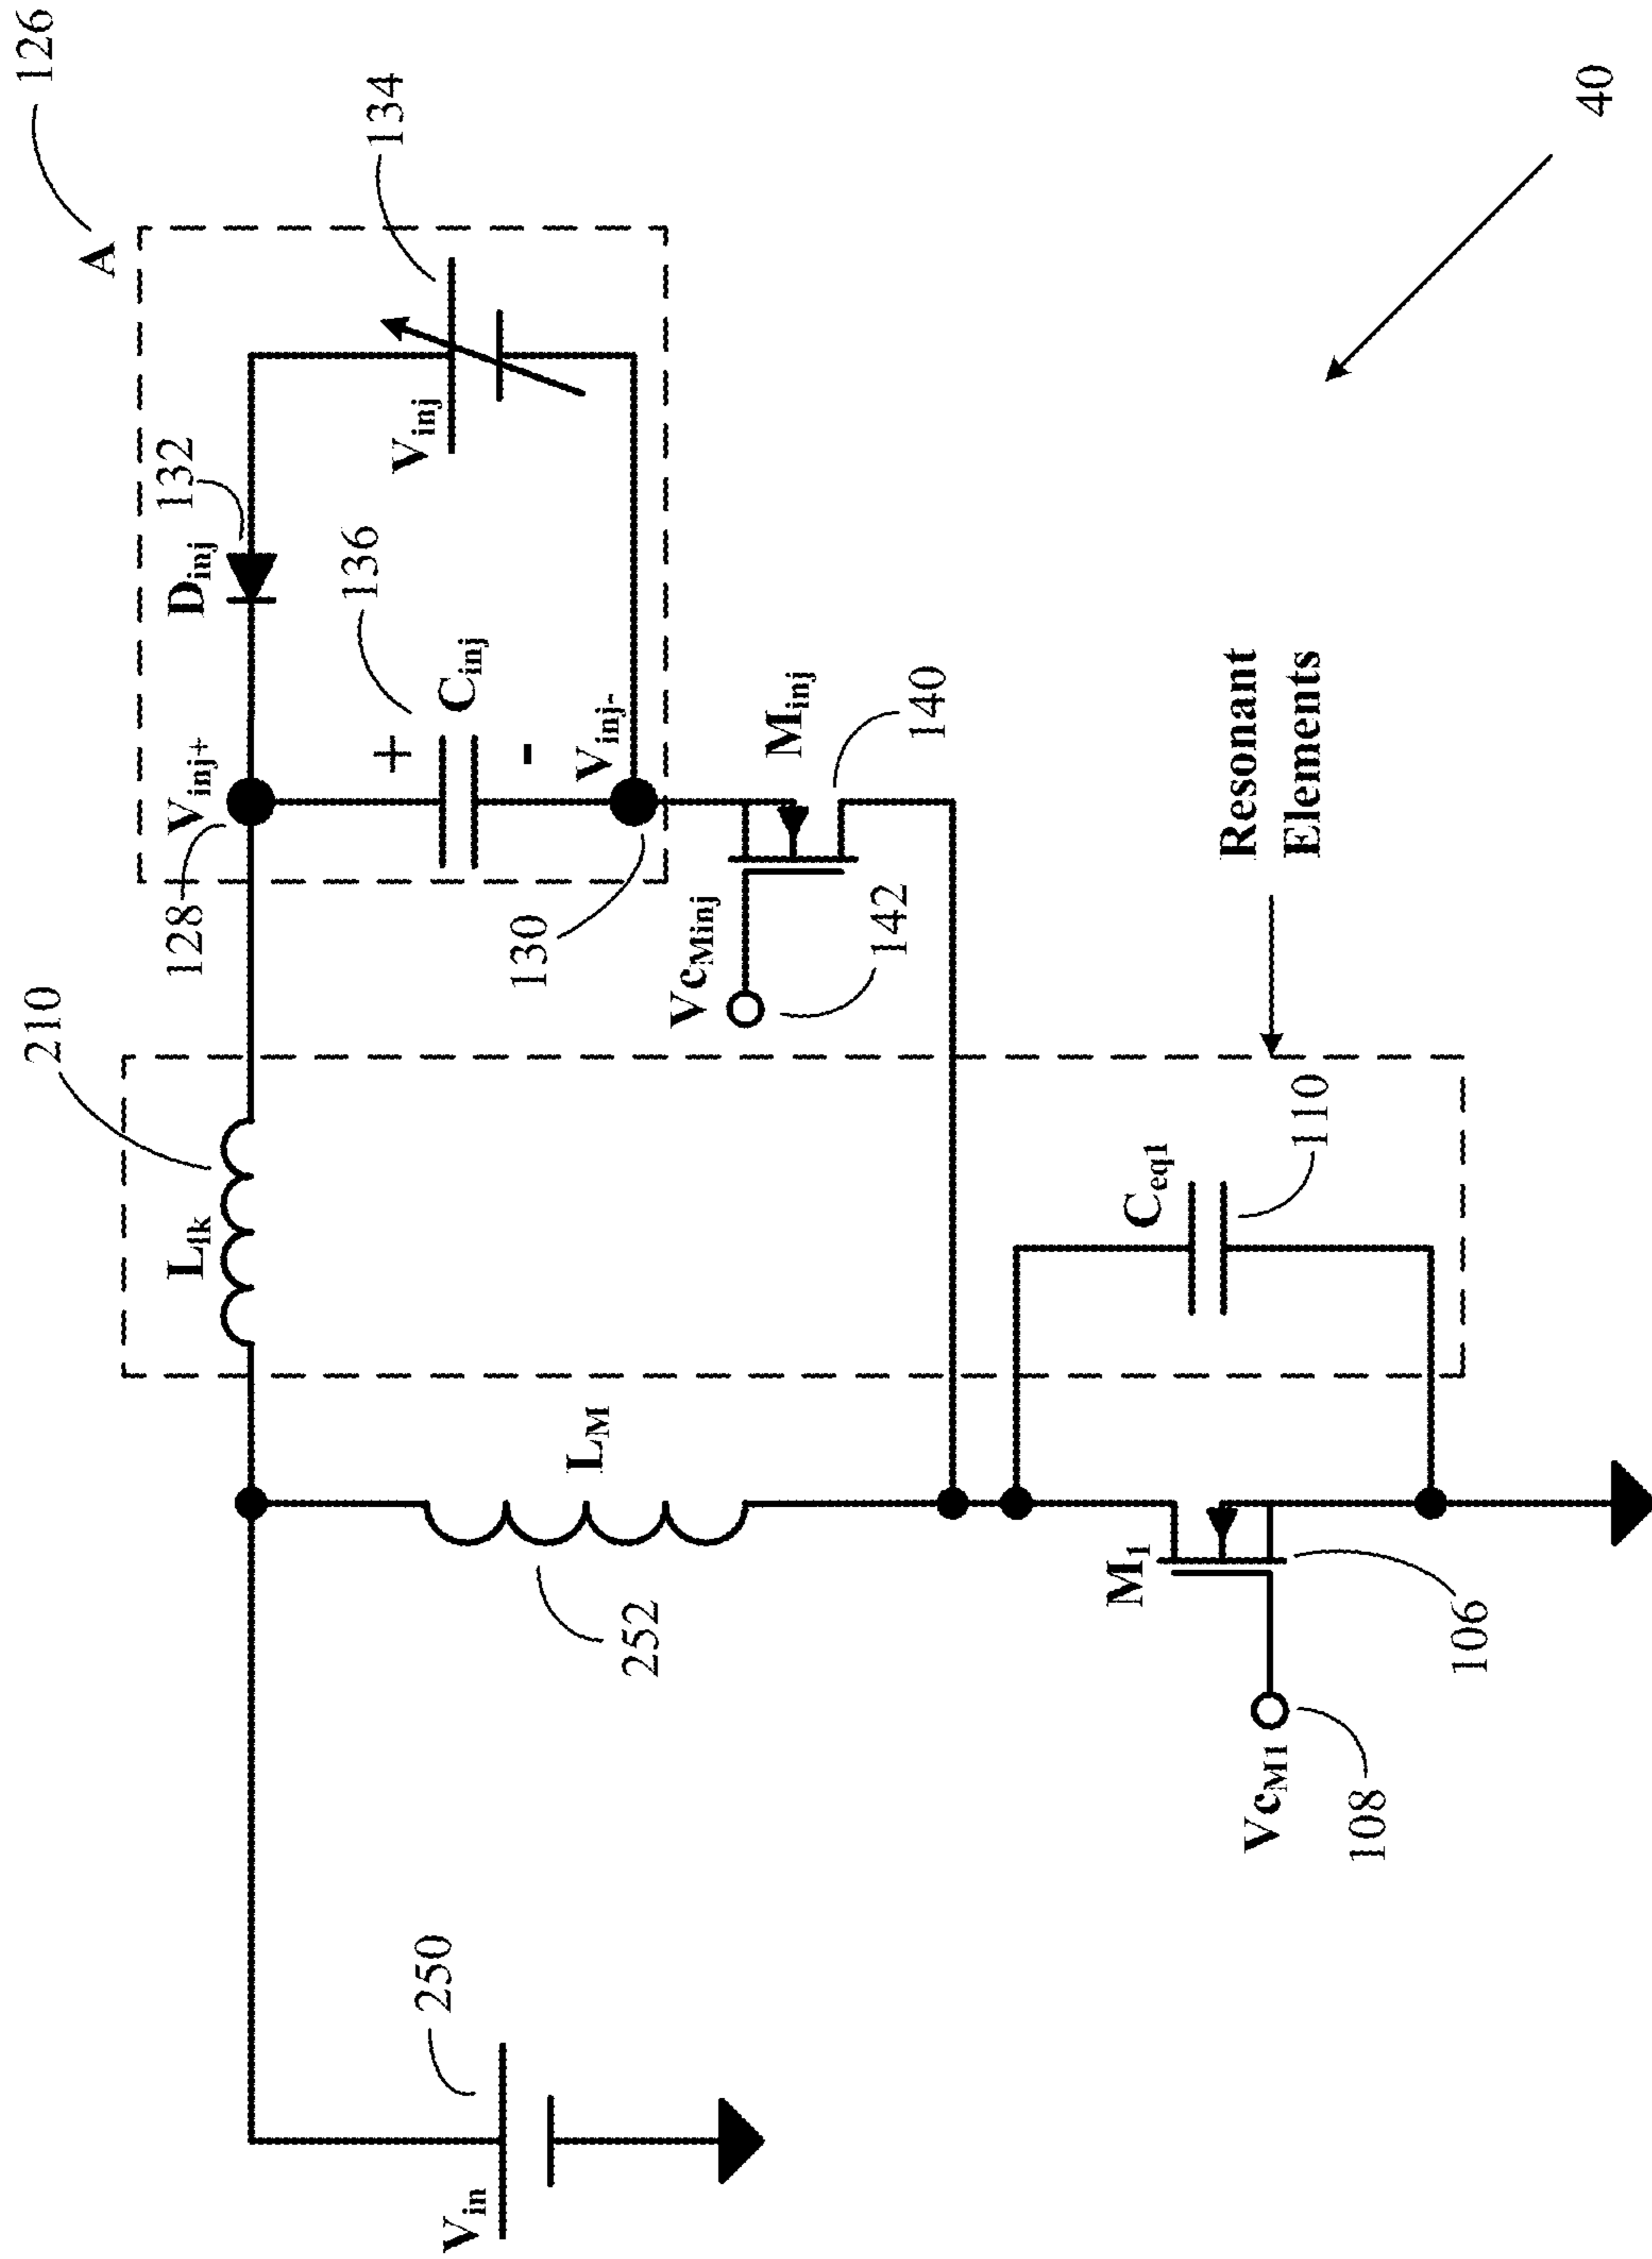 126
A
134
V_inj
132
D_inj
136
C_inj
+
-
V_inj+
128
V_inj-
130
M_inj
140
Vc_Minj
142
210
L_lk
Resonant
Elements
C_eq1
110
L_M
252
M_1
106
Vc_M1
108
250
V_in
40